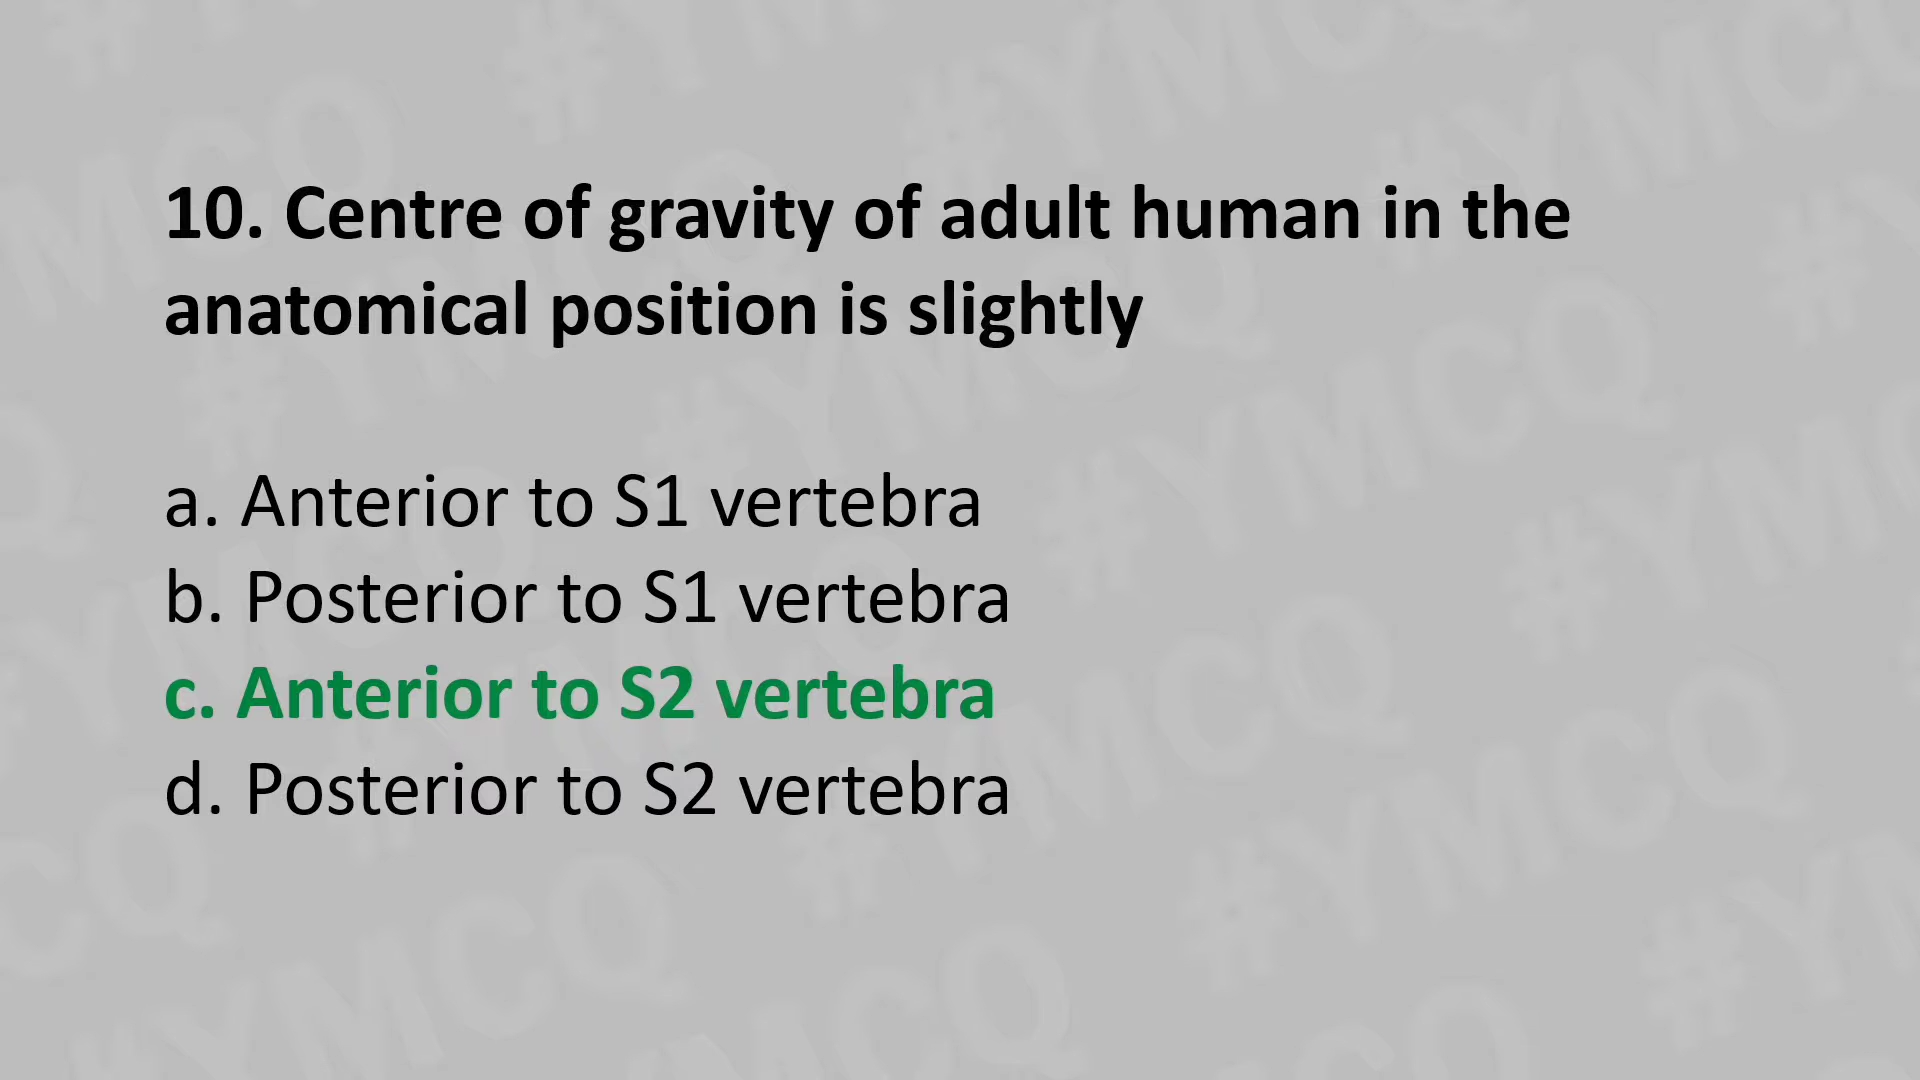 10. Centre of gravity of adult human in the
anatomical position is slightly
a. Anterior to S1 vertebra
b. Posterior to S1 vertebra
c. Anterior to S2 vertebra
d. Posterior to S2 vertebra
#YMCQ